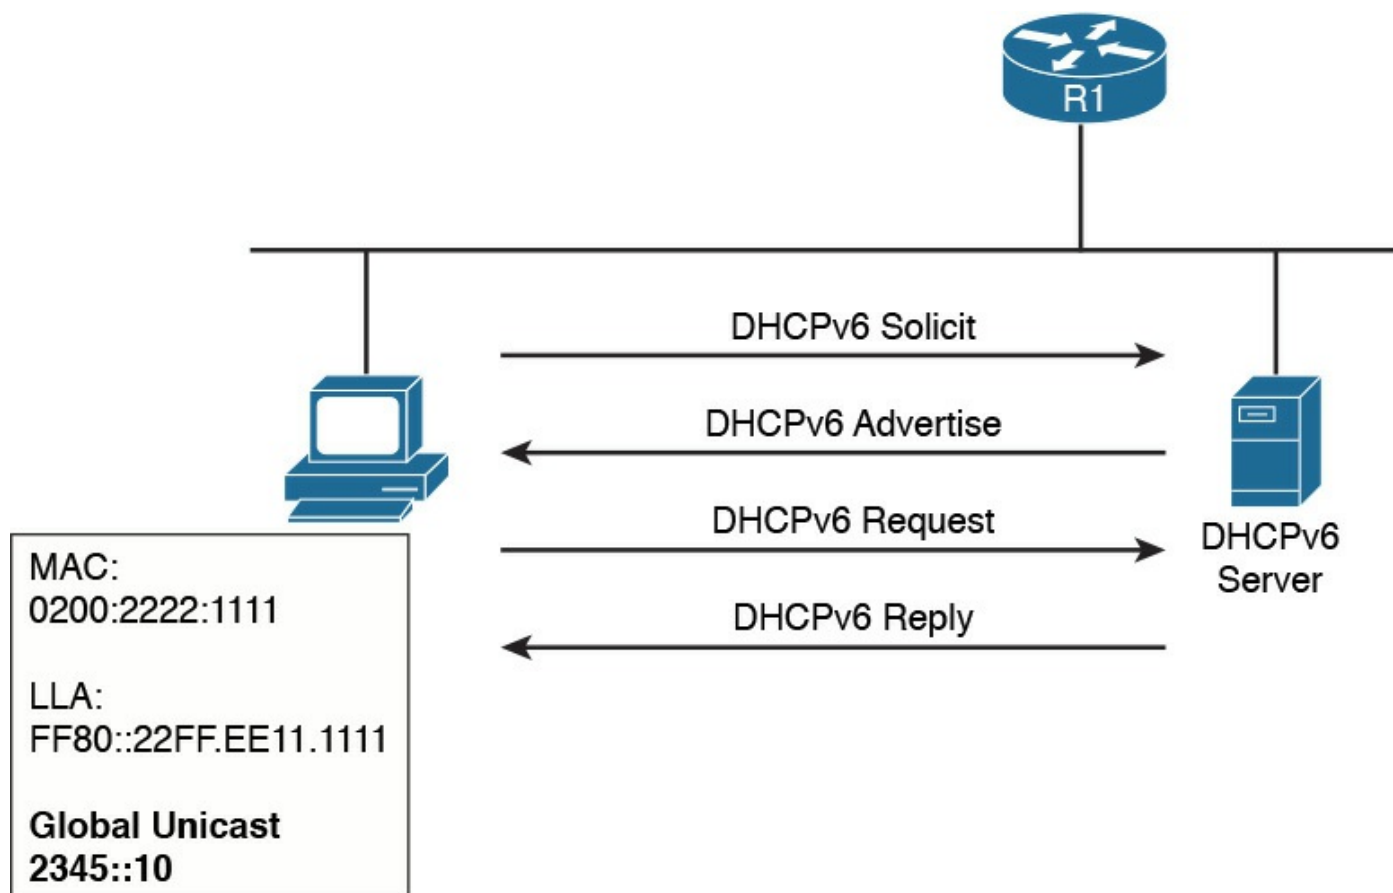 R1
DHCPv6 Solicit
DHCPv6 Advertise
DHCPv6 Request
DHCPv6 Reply
DHCPv6
Server
MAC:
0200:2222:1111
LLA:
FF80::22FF.EE11.1111
Global Unicast
2345::10